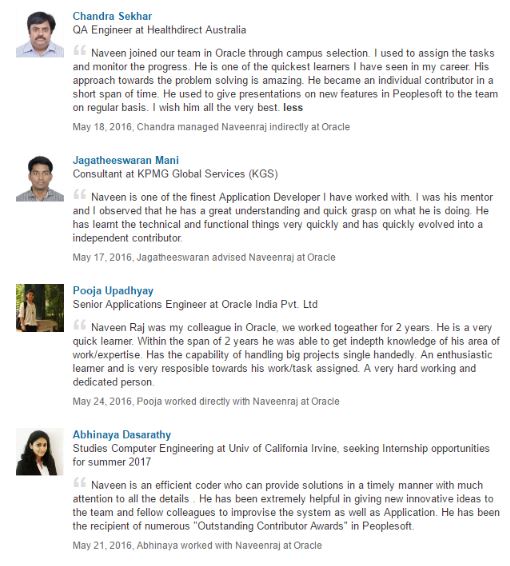 Chandra Sekhar
QA Engineer at Healthdirect Australia
“ Naveen joined our team in Oracle through campus selection. I used to assign the tasks
and monitor the progress. He is one of the quickest learners I have seen in my career. His
approach towards the problem solving is amazing. He became an individual contributor in a
short span of time. He used to give presentations on new features in Peoplesoft to the team
on regular basis. I wish him all the very best. less
May 18, 2016, Chandra managed Naveenraj indirectly at Oracle
Jagatheeswaran Mani
Consultant at KPMG Global Services (KGS)
“ Naveen is one of the finest Application Developer I have worked with. I was his mentor
and I observed that he has a great understanding and quick grasp on what he is doing. He
has learnt the technical and functional things very quickly and has quickly evolved into a
independent contributor.
May 17, 2016, Jagatheeswaran advised Naveenraj at Oracle
Pooja Upadhyay
Senior Applications Engineer at Oracle India Pvt. Ltd
“ Naveen Raj was my colleague in Oracle, we worked togeather for 2 years. He is a very
quick learner. Within the span of 2 years he was able to get indepth knowledge of his area of
work/expertise. Has the capability of handling big projects single handedly. An enthusiastic
learner and is very resposible towards his work/task assigned. A very hard working and
dedicated person.
May 24, 2016, Pooja worked directly with Naveenraj at Oracle
Abhinaya Dasarathy
Studies Computer Engineering at Univ of California Irvine, seeking Internship opportunities
for summer 2017
“ Naveen is an efficient coder who can provide solutions in a timely manner with much
attention to all the details.. He has been extremely helpful in giving new innovative ideas to
the team and fellow colleagues to improvise the system as well as Application. He has been
the recipient of numerous "Outstanding Contributor Awards" in Peoplesoft.
May 21, 2016, Abhinaya worked with Naveenraj at Oracle